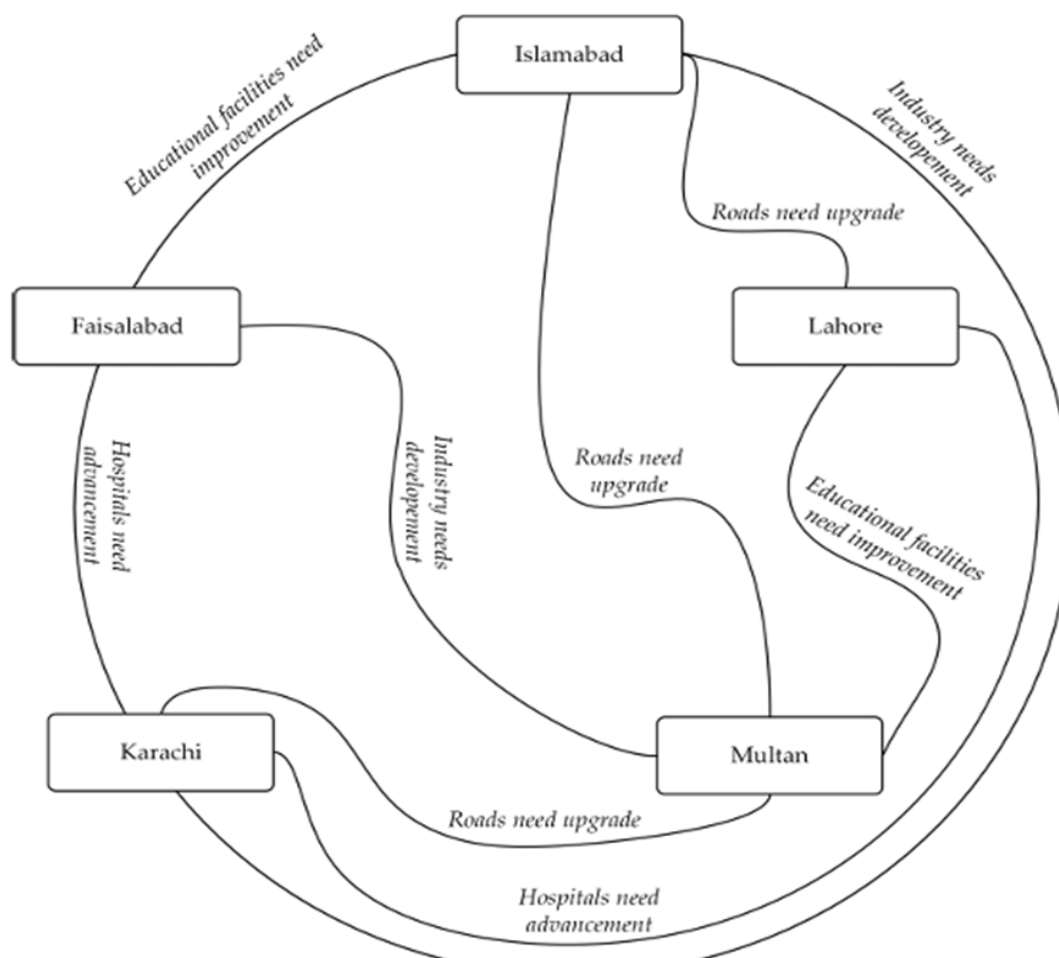 Islamabad
Educational facilities need
improvement
Industry needs
developement
Roads need upgrade
Faisalabad
Lahore
Hospitals need
advancement
Industry needs
developement
Roads need
upgrade
Educational facilities
need improvement
Karachi
Multan
Roads need upgrade
Hospitals need
advancement